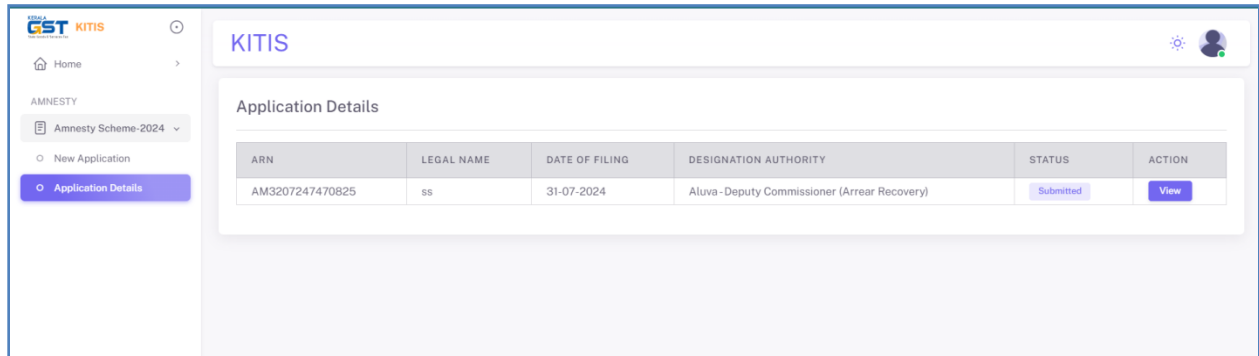 KERALA
GST KITIS
Home
AMNESTY
Amnesty Scheme-2024
New Application
Application Details
KITIS
Application Details
ARN LEGAL NAME DATE OF FILING DESIGNATION AUTHORITY STATUS ACTION
AM3207247470825 ss 31-07-2024 Aluva - Deputy Commissioner (Arrear Recovery) Submitted View